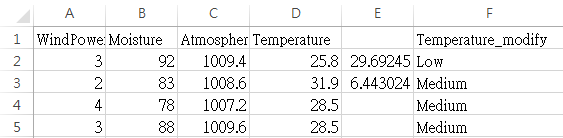 A B C D E F
1 WindPower Moisture Atmospher Temperature Temperature_modify
2 3 92 1009.4 25.8 29.69245 Low
3 2 83 1008.6 31.9 6.443024 Medium
4 4 78 1007.2 28.5 Medium
5 3 88 1009.6 28.5 Medium